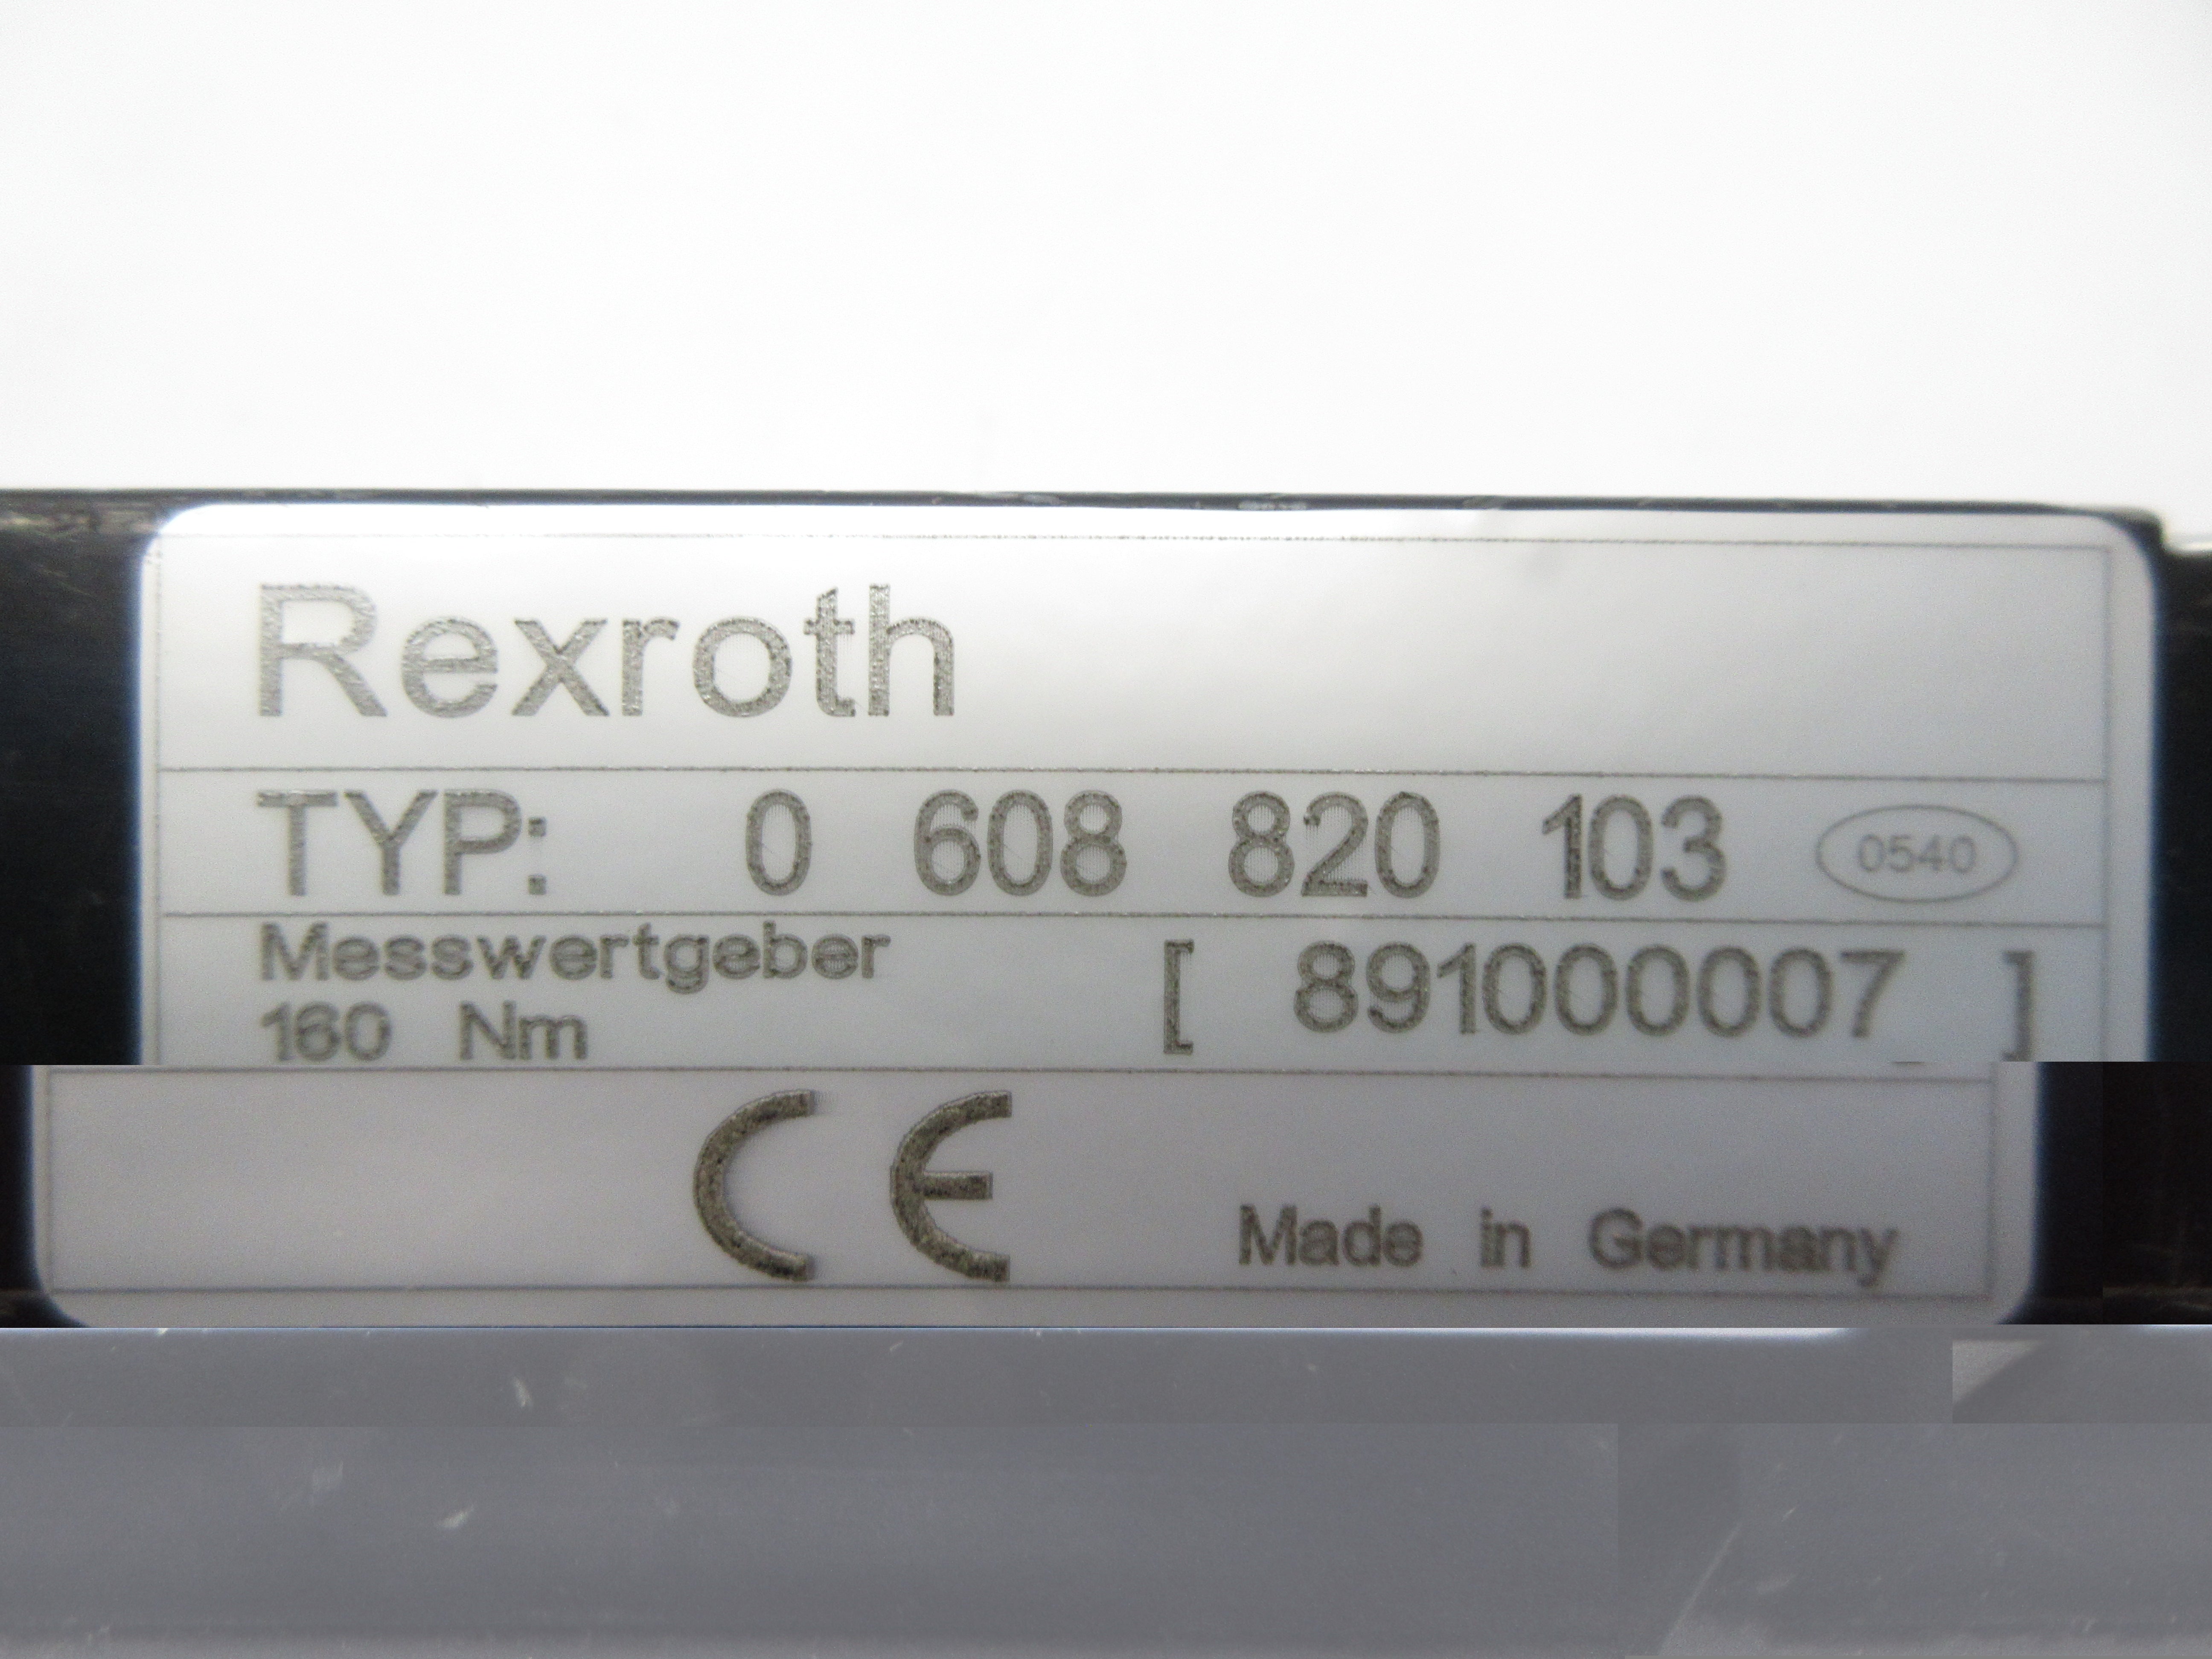 Rexroth
TYP: 0 608 820 103 0540
Messwertgeber
160 Nm [ 891000007 ]
CE
Made in Germany